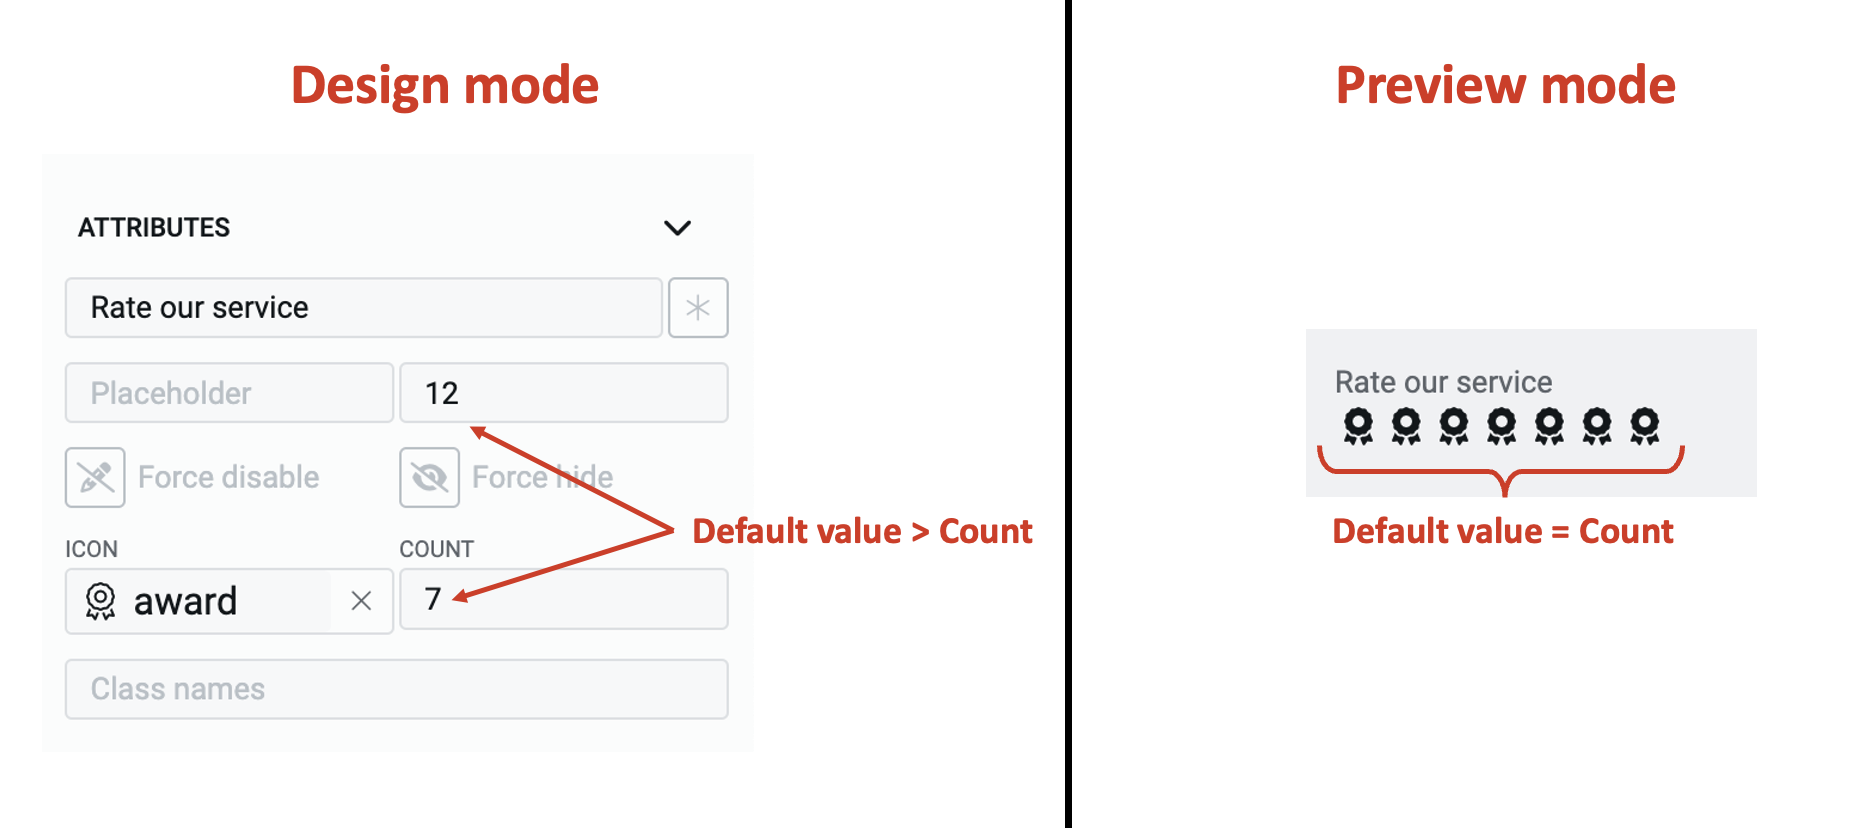 Design mode
ATTRIBUTES
Rate our service
Placeholder
12
Force disable
Force hide
Default value > Count
ICON
COUNT
award
7
Class names
Preview mode
Rate our service
Default value = Count